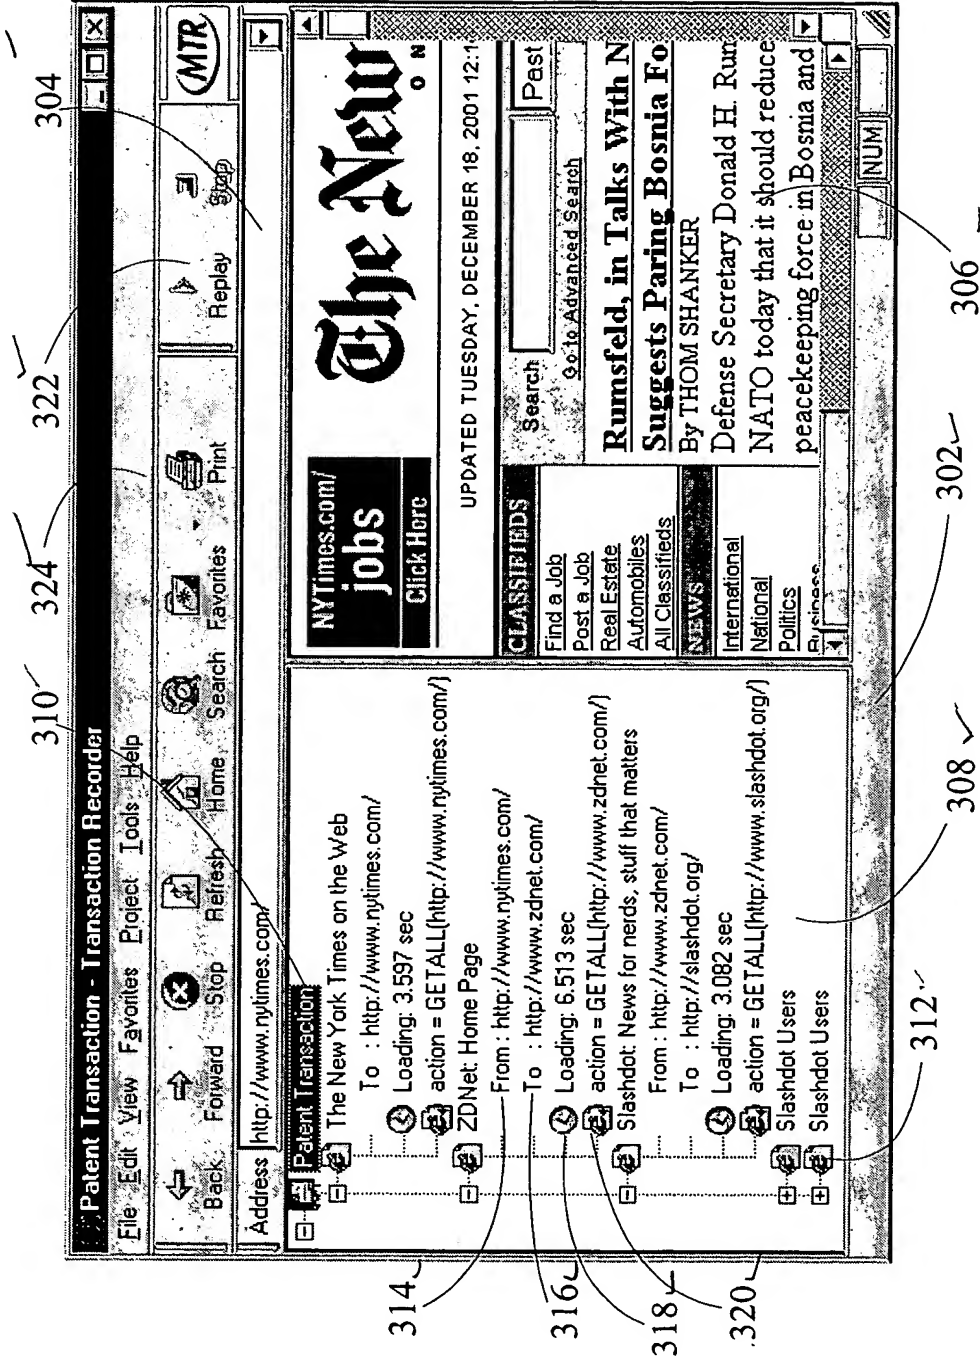 310
324
322
304
Patent Transaction - Transaction Recorder
File Edit View Favorites Project Tools Help
Back Forward Stop Refresh Home Search Favorites Print Replay Stop
MTR
Address http://www.nytimes.com/
Patent Transaction
The New York Times on the Web
To : http://www.nytimes.com/
Loading: 3.597 sec
action = GETALL(http://www.nytimes.com/)
ZDNet: Home Page
From : http://www.nytimes.com/
To : http://www.zdnet.com/
Loading: 6.513 sec
action = GETALL(http://www.zdnet.com/)
Slashdot: News for nerds, stuff that matters
From : http://www.zdnet.com/
To : http://slashdot.org/
Loading: 3.082 sec
action = GETALL(http://www.slashdot.org/)
Slashdot Users
Slashdot Users
NYTimes.com/
jobs
Click Here
The New
O N
UPDATED TUESDAY, DECEMBER 18, 2001 12:1
CLASSIFIEDS
Find a Job
Post a Job
Real Estate
Automobiles
All Classifieds
NEWS
International
National
Politics
Business
Search
Past
Go to Advanced Search
Rumsfeld, in Talks With N
Suggests Paring Bosnia Fo
By THOM SHANKER
Defense Secretary Donald H. Rum
NATO today that it should reduce
peacekeeping force in Bosnia and
NUM
314
316
318
320
312
308
302
306